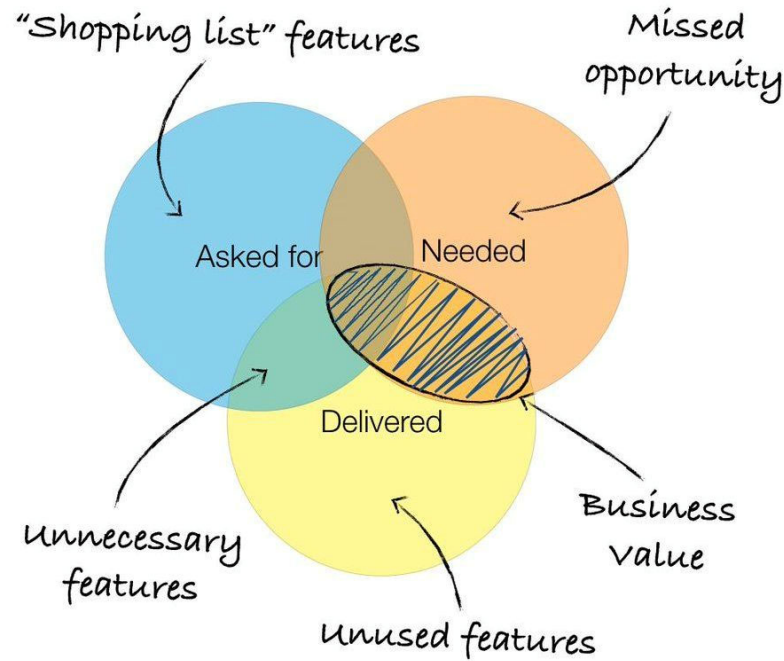 "Shopping list" features
Missed
opportunity
Asked for
Needed
Delivered
unnecessary
features
Business
value
unused features